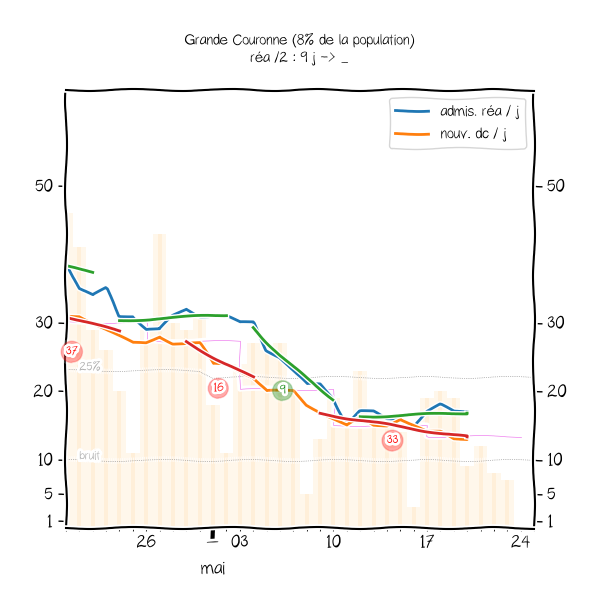 Grande Couronne (8% de la population)
réa /2 : 9 j -> _
admis. réa / j
nouv. dc / j
50 50
30 30
37
25%
20 20
16 9
33
10 bruit 10
5 5
1 1
26 1 03 10 17 24
mai